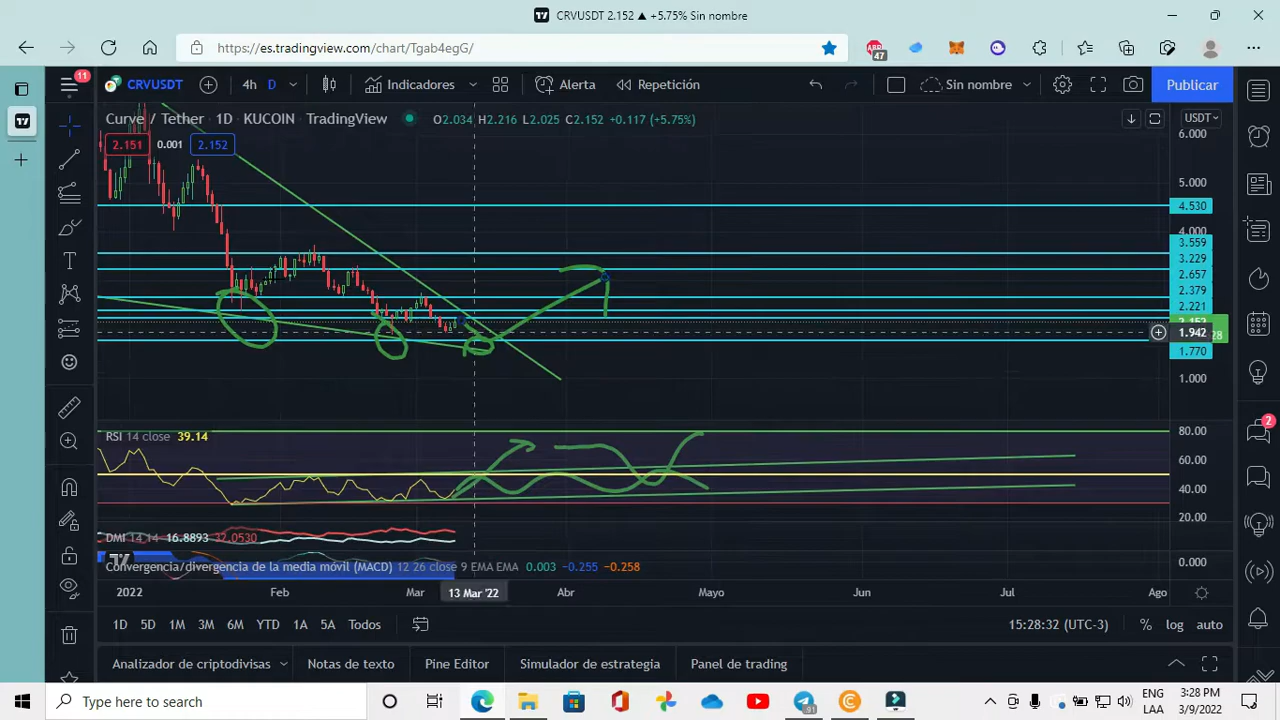 CRVUSDT 2.152 ▲ +5.75% Sin nombre
https://es.tradingview.com/chart/Tgab4egG/
ABP
47
11
CRVUSDT
4h
D
Indicadores
Alerta
Repetición
Sin nombre
Publicar
Curve / Tether · 1D · KUCOIN · TradingView
O2.034 H2.216 L2.025 C2.152 +0.117 (+5.75%)
USDT
2.151
0.001
2.152
6.000
5.000
4.530
4.000
3.559
3.229
2.657
2.379
2.221
1.942
28
1.770
1.000
RSI 14 close 39.14
80.00
60.00
40.00
20.00
DMI 14 14 16.8893 32.0530
Convergencia/divergencia de la media móvil (MACD) 12 26 close 9 EMA EMA 0.003 −0.255 −0.258
0.000
2
2022
Feb
Mar
13 Mar '22
Abr
Mayo
Jun
Jul
Ago
1D
5D
1M
3M
6M
YTD
1A
5A
Todos
15:28:32 (UTC-3)
%
log
auto
Analizador de criptodivisas
Notas de texto
Pine Editor
Simulador de estrategia
Panel de trading
Type here to search
91
ENG
LAA
3:28 PM
3/9/2022